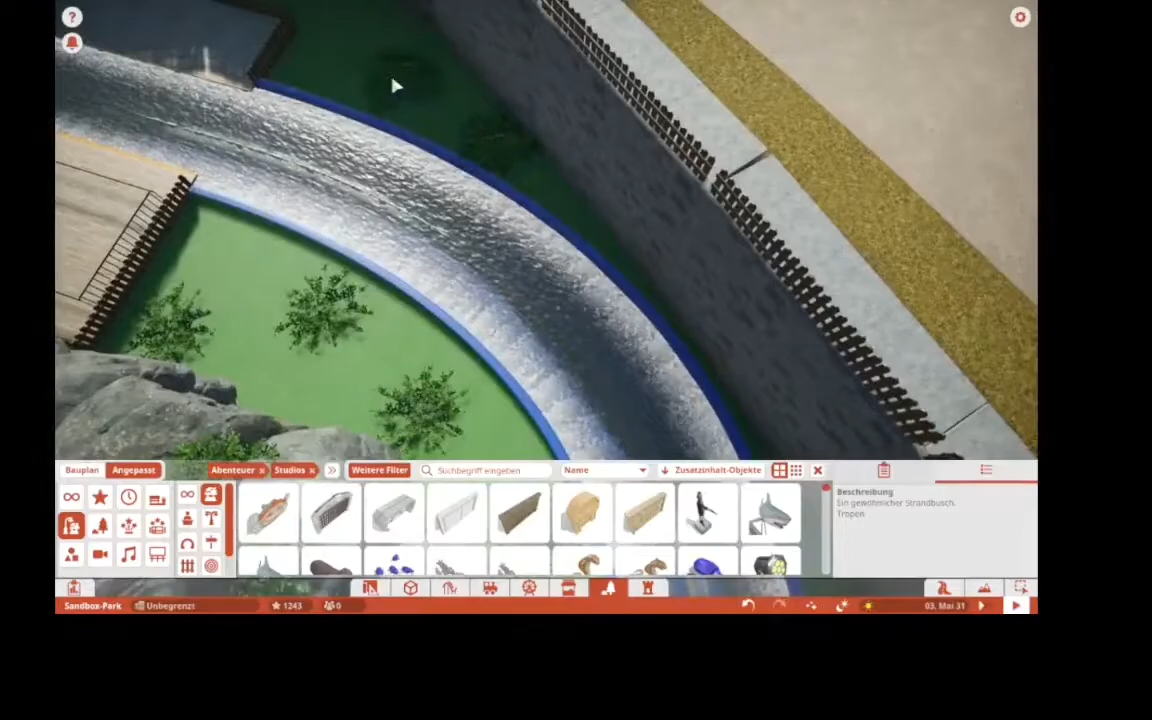 ?
Bauplan Angepasst Abenteuer x Studios x Weitere Filter Suchbegriff eingeben Name Zusatzinhalt-Objekte
Beschreibung
Ein gewöhnlicher Strandbusch.
Tropen
Sandbox-Park Unbegrenzt 1243 0 03. Mai 31